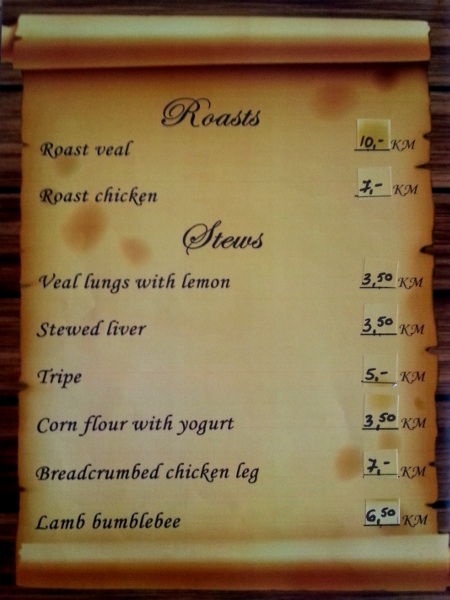 Roasts
Roast veal 10,- KM
Roast chicken 7,- KM
Stews
Veal lungs with lemon 3,50 KM
Stewed liver 3,50 KM
Tripe 5.- KM
Corn flour with yogurt 3,50 KM
Breadcrumbed chicken leg 7,- KM
Lamb bumblebee 6,50 KM